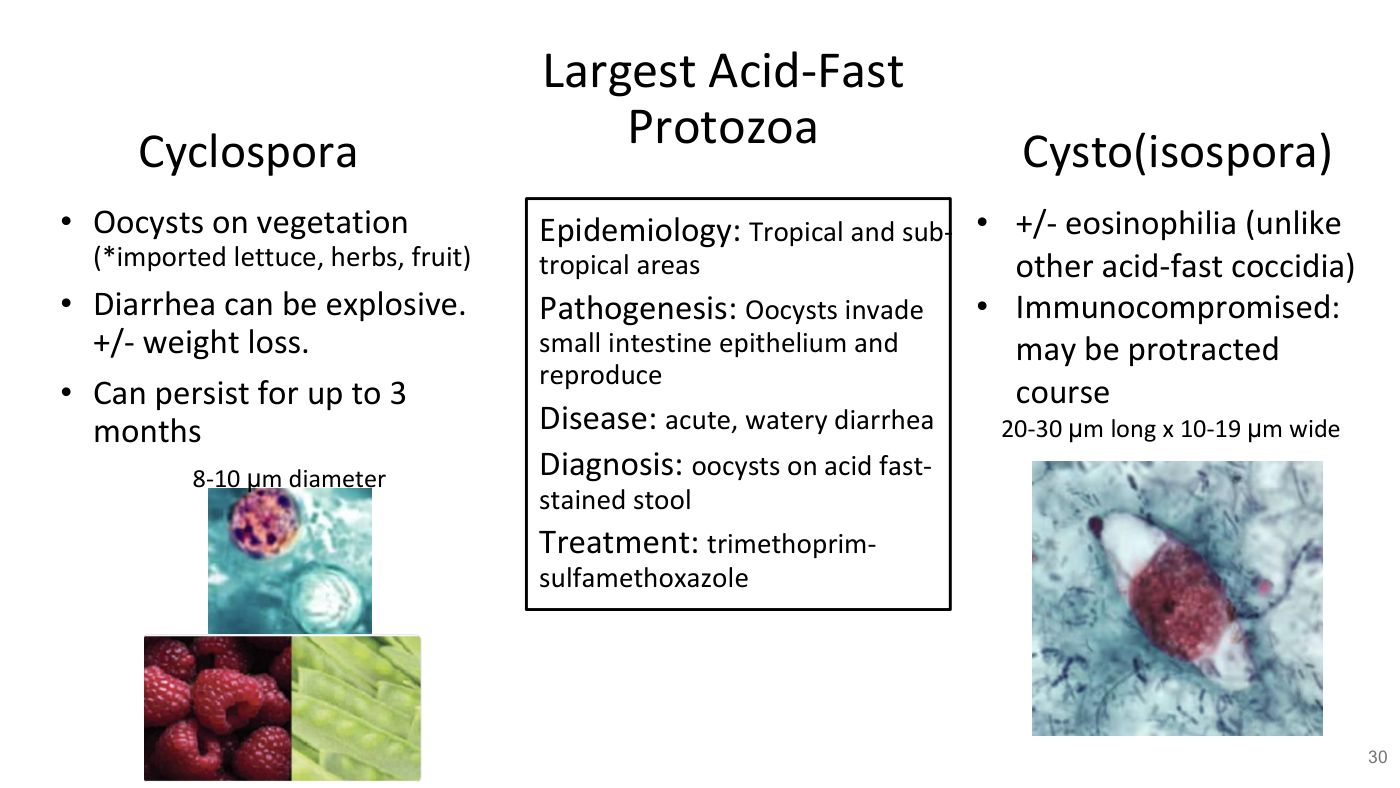 Largest Acid-Fast
Protozoa
Cyclospora
• Oocysts on vegetation
(*imported lettuce, herbs, fruit)
• Diarrhea can be explosive.
+/- weight loss.
• Can persist for up to 3
months
8-10 µm diameter
Epidemiology: Tropical and sub-
tropical areas
Pathogenesis: Oocysts invade
small intestine epithelium and
reproduce
Disease: acute, watery diarrhea
Diagnosis: oocysts on acid fast-
stained stool
Treatment: trimethoprim-
sulfamethoxazole
Cysto(isospora)
• +/- eosinophilia (unlike
other acid-fast coccidia)
• Immunocompromised:
may be protracted
course
20-30 µm long x 10-19 µm wide
30